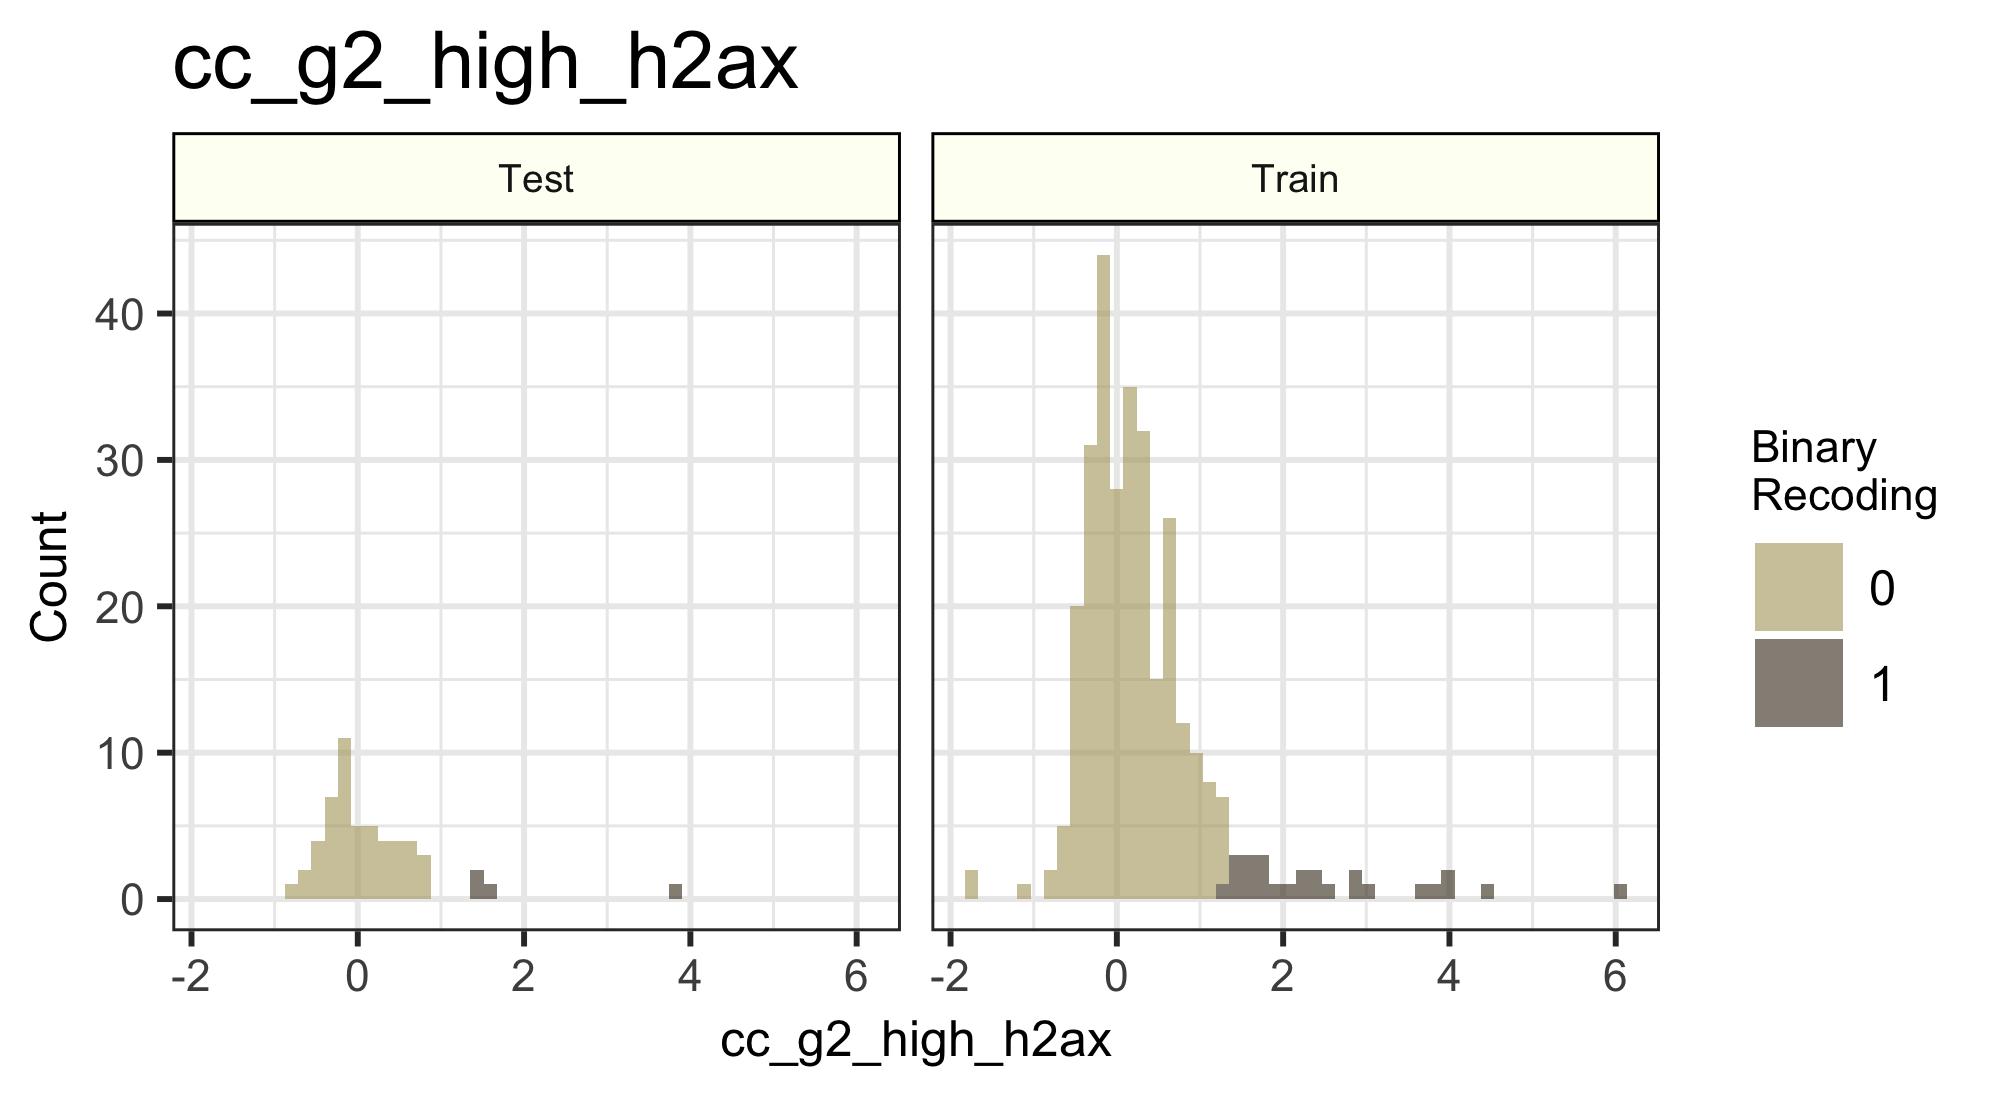 cc_g2_high_h2ax
Test
Train
Count
40
30
20
10
0
-2 0 2 4 6
-2 0 2 4 6
cc_g2_high_h2ax
Binary
Recoding
0
1